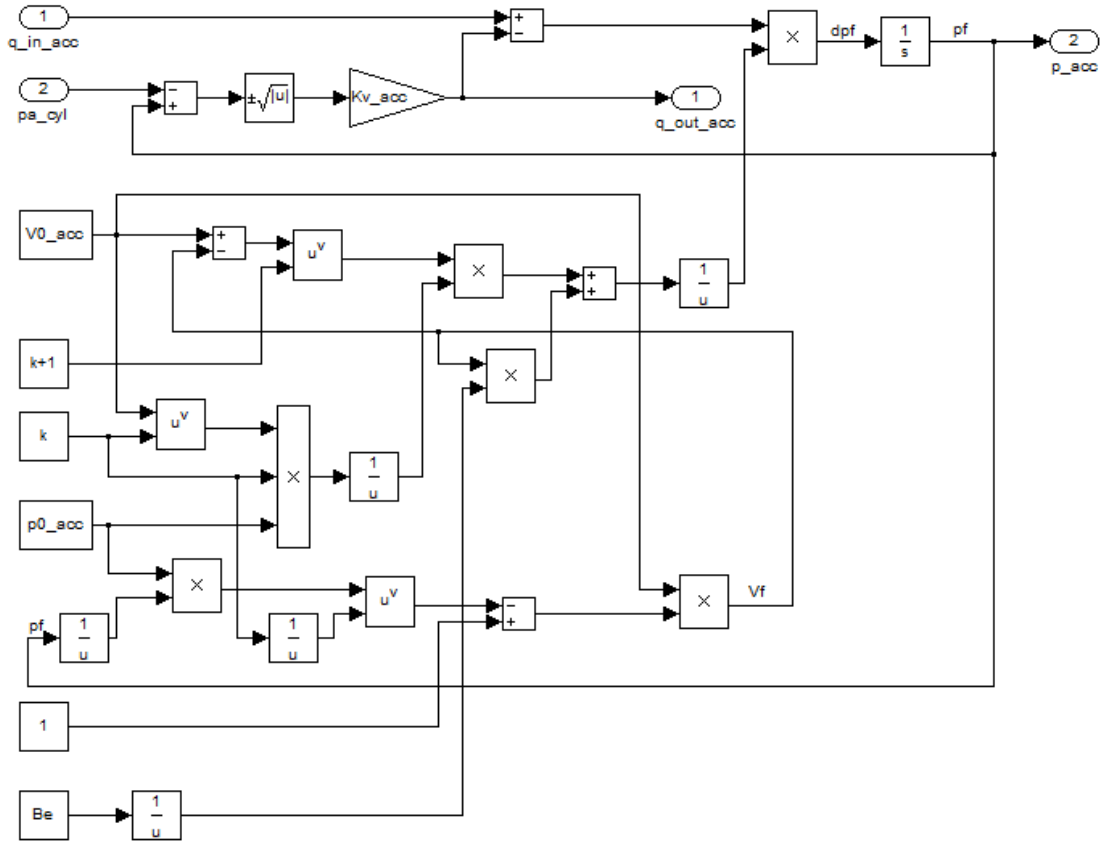 1
q_in_acc
+
−
×
dpf
1
s
pf
2
p_acc
2
pa_cyl
−
+
±√|u|
Kv_acc
1
q_out_acc
V0_acc
+
−
u^v
×
+
+
1
u
k+1
×
k
u^v
×
1
u
p0_acc
×
u^v
−
+
×
Vf
pf
1
u
1
u
1
Be
1
u